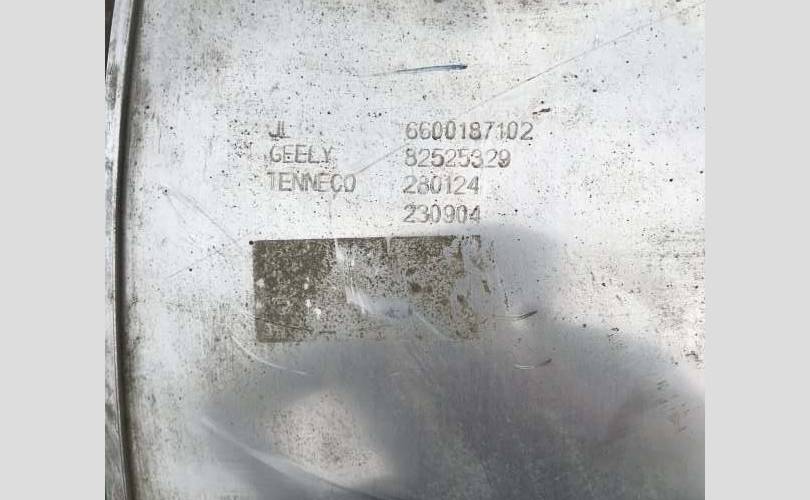 JL 6600187102
GEELY 82525329
TENNECO 280124
230904